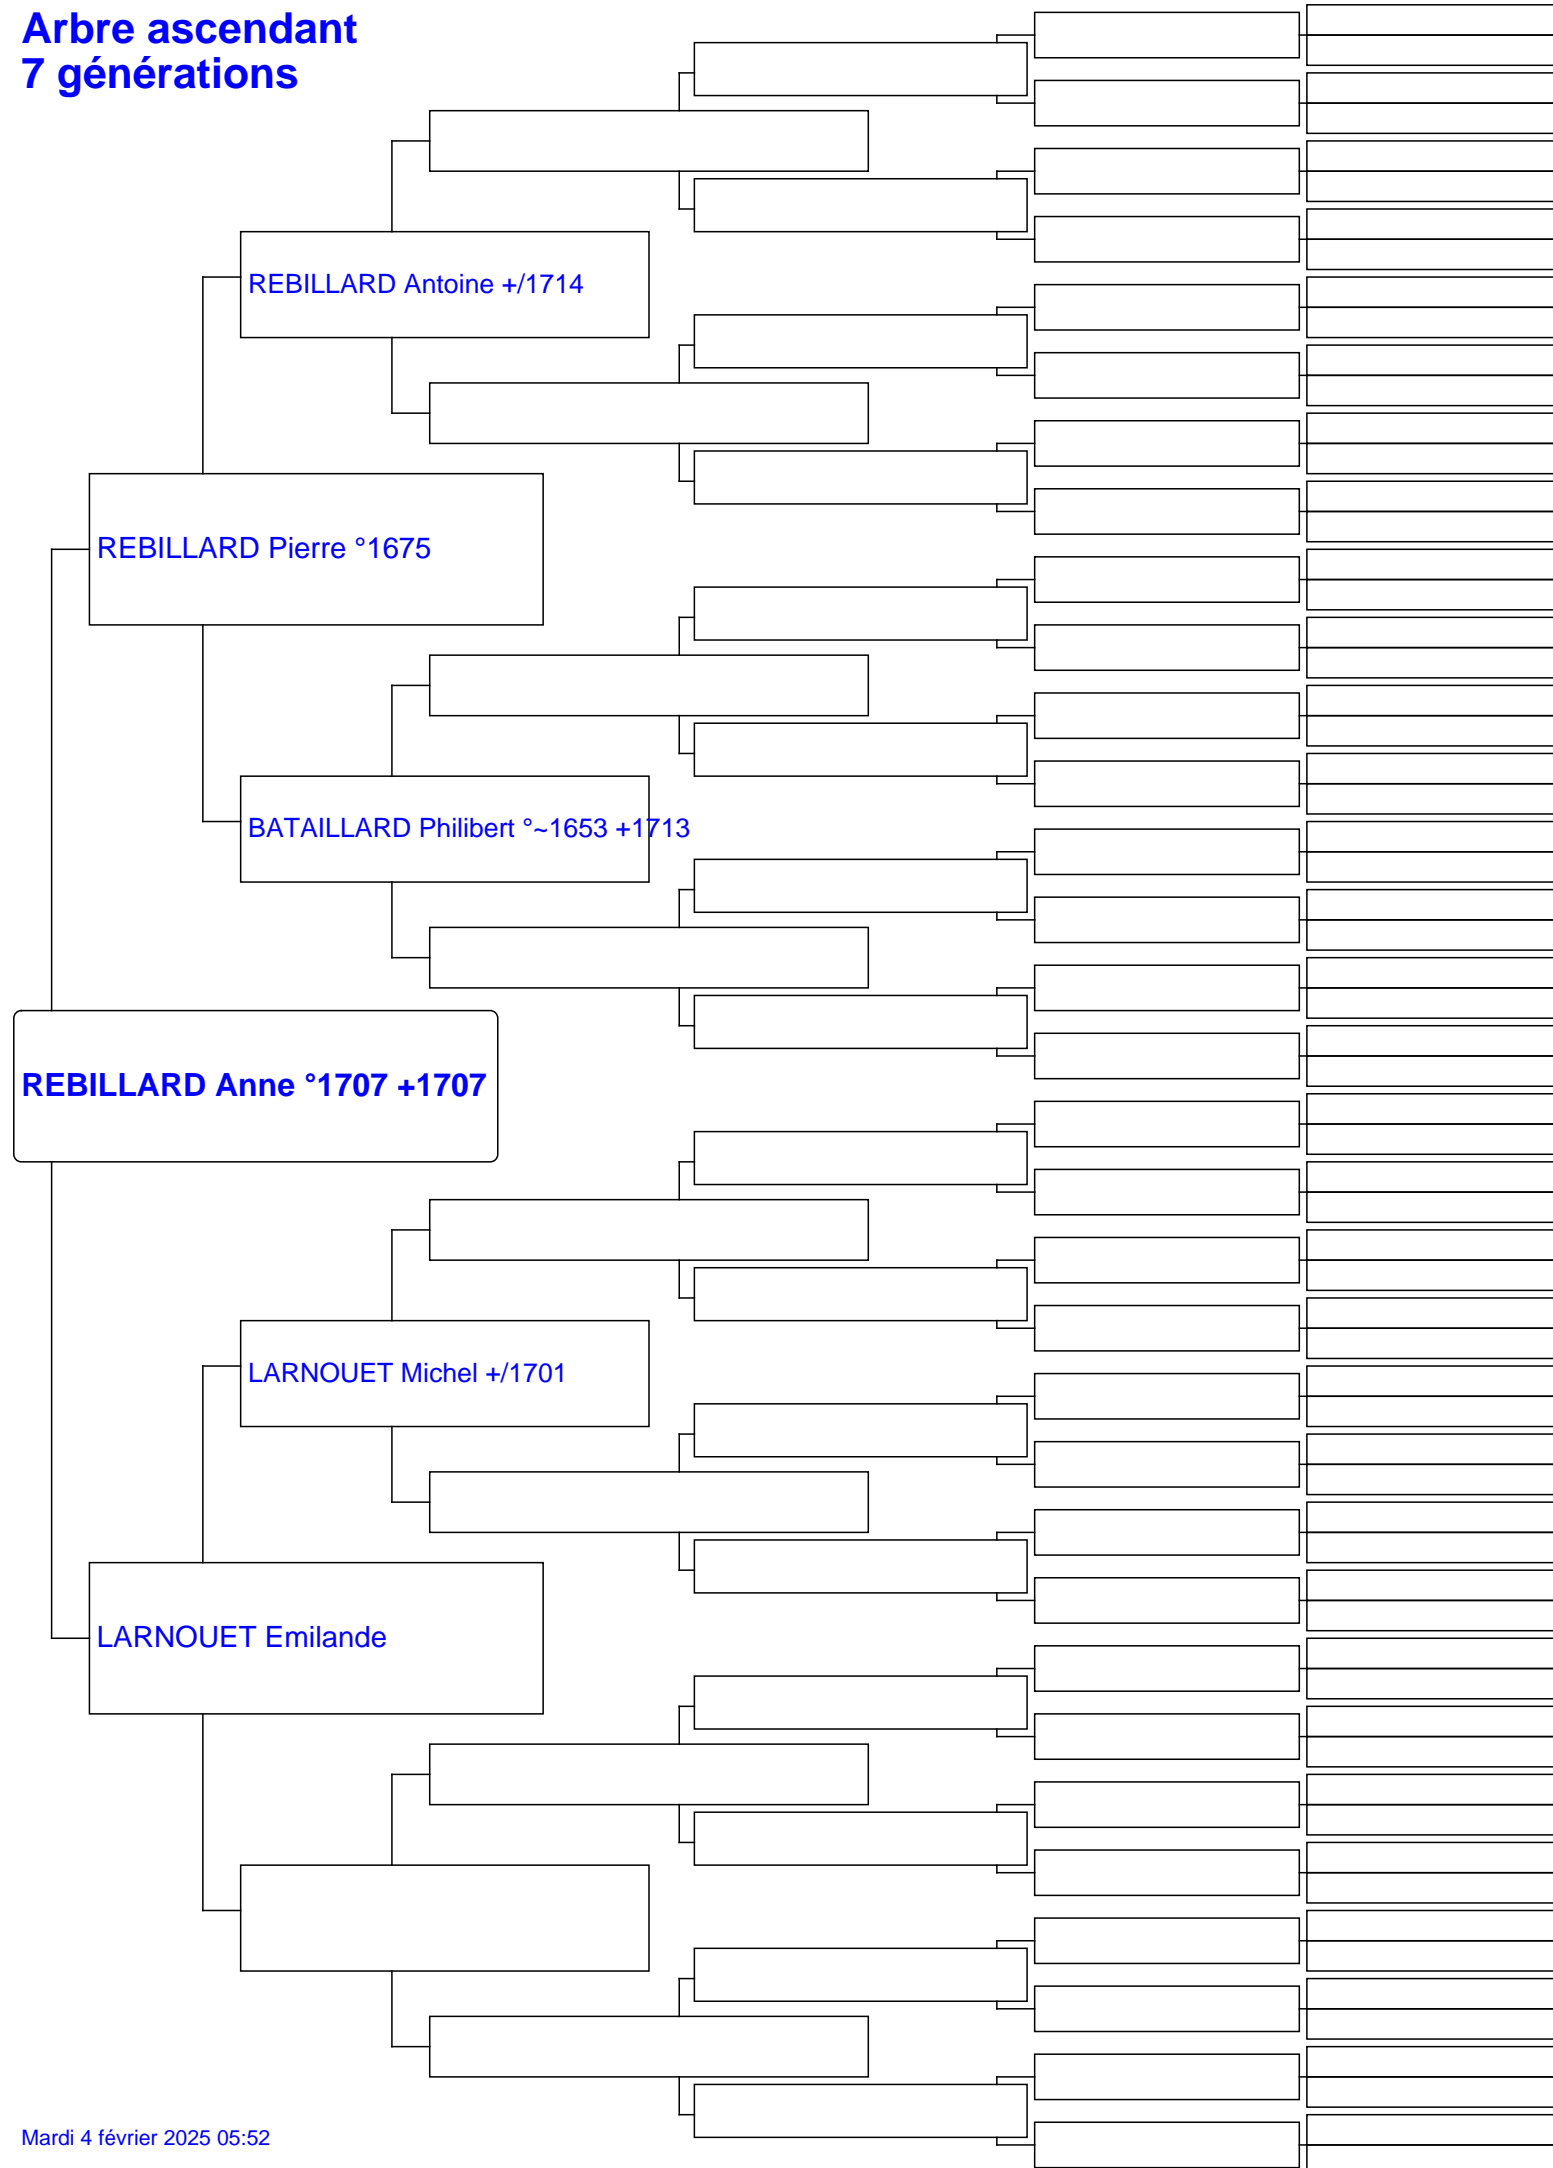 Arbre ascendant
7 générations
REBILLARD Antoine +/1714
REBILLARD Pierre °1675
BATAILLARD Philibert °~1653 +1713
REBILLARD Anne °1707 +1707
LARNOUET Michel +/1701
LARNOUET Emilande
Mardi 4 février 2025 05:52